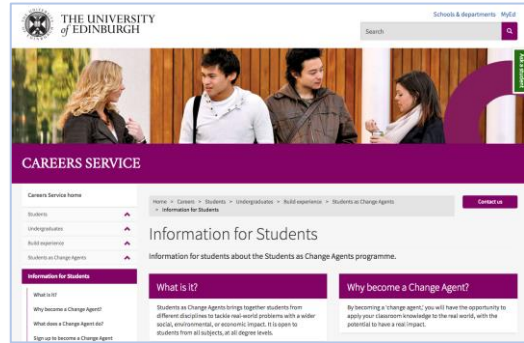 Schools & departments MyEd
THE UNIVERSITY
of EDINBURGH
Search
Ask a student
CAREERS SERVICE
Careers Service home
Students
Undergraduates
Build experience
Students as Change Agents
Information for Students
What is it?
Why become a Change Agent?
What does a Change Agent do?
Sign up to become a Change Agent
Home > Careers > Students > Undergraduates > Build experience > Students as Change Agents
> Information for Students
Contact us
Information for Students
Information for students about the Students as Change Agents programme.
What is it?
Students as Change Agents brings together students from
different disciplines to tackle real-world problems with a wider
social, environmental, or economic impact. It is open to
students from all subjects, at all degree levels.
Why become a Change Agent?
By becoming a 'change agent,' you will have the opportunity to
apply your classroom knowledge to the real world, with the
potential to have a real impact.